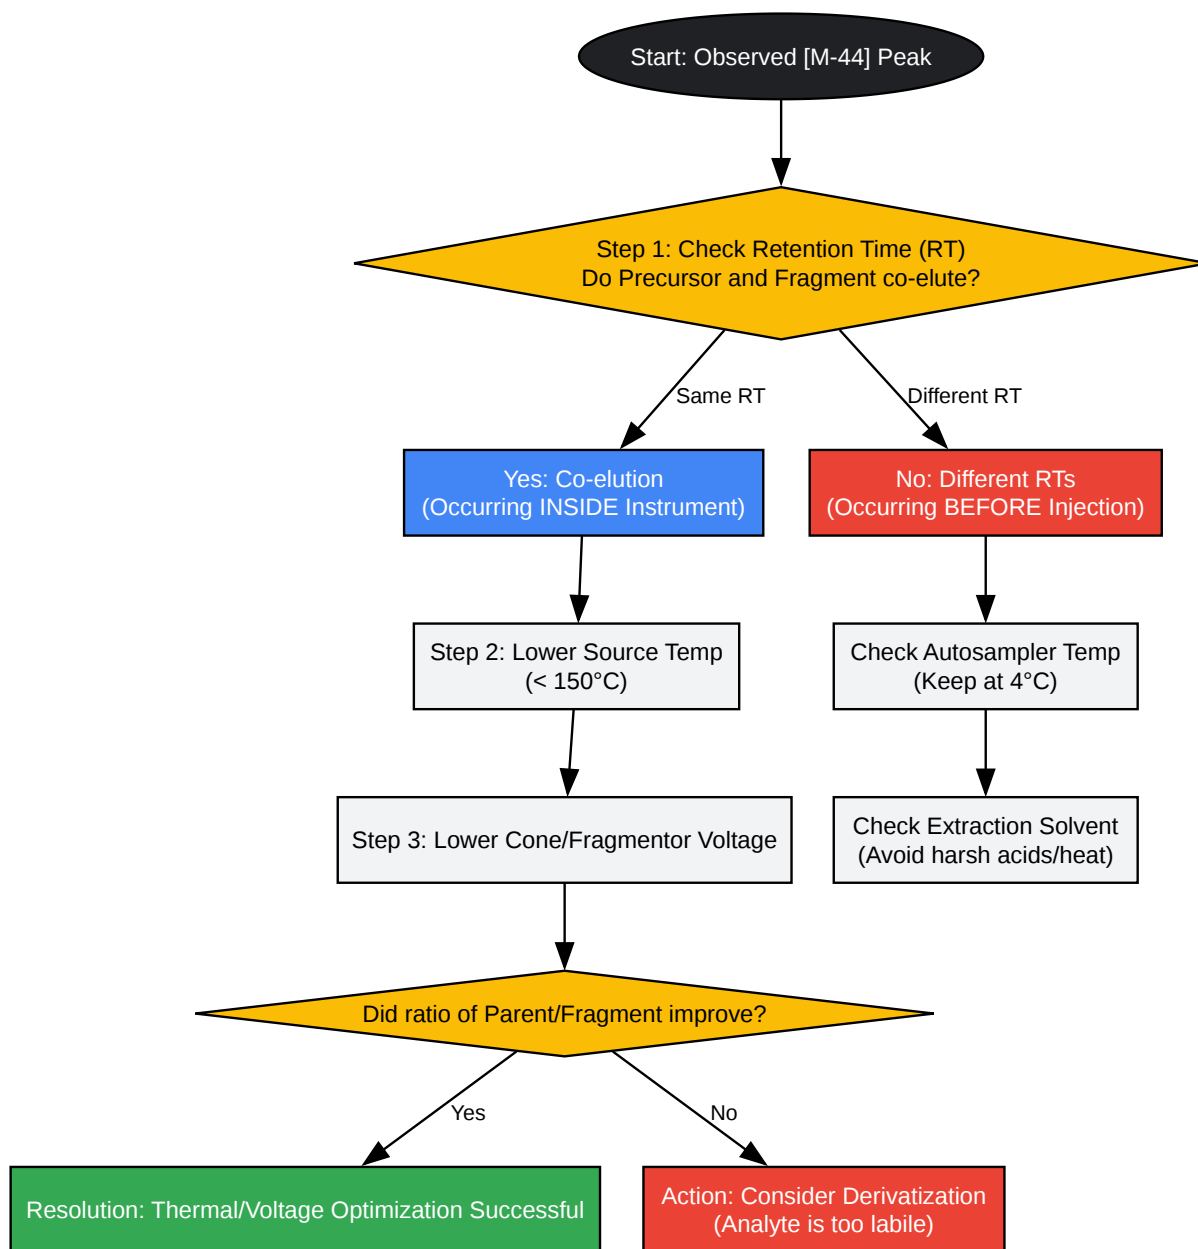 Start: Observed [M-44] Peak
Step 1: Check Retention Time (RT)
Do Precursor and Fragment co-elute?
Same RT
Different RT
Yes: Co-elution
(Occurring INSIDE Instrument)
No: Different RTs
(Occurring BEFORE Injection)
Step 2: Lower Source Temp
(< 150°C)
Check Autosampler Temp
(Keep at 4°C)
Step 3: Lower Cone/Fragmentor Voltage
Check Extraction Solvent
(Avoid harsh acids/heat)
Did ratio of Parent/Fragment improve?
Yes
No
Resolution: Thermal/Voltage Optimization Successful
Action: Consider Derivatization
(Analyte is too labile)